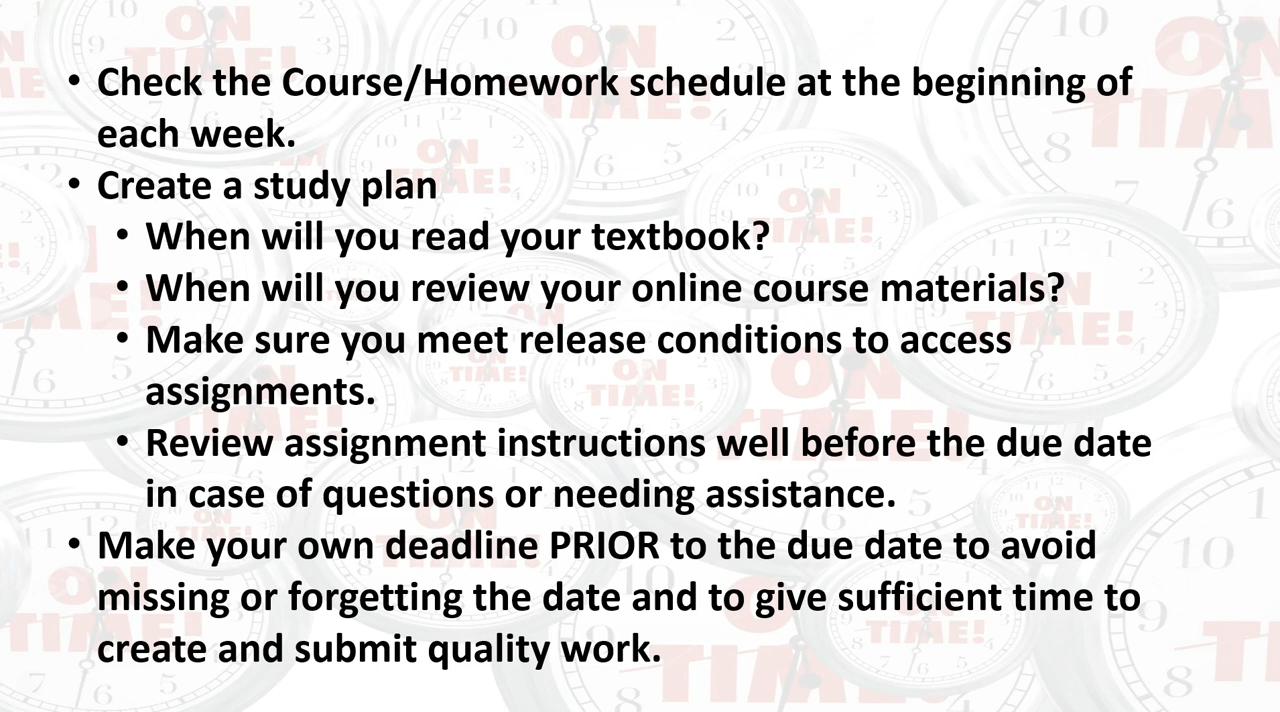 • Check the Course/Homework schedule at the beginning of
each week.
• Create a study plan
• When will you read your textbook?
• When will you review your online course materials?
• Make sure you meet release conditions to access
assignments.
• Review assignment instructions well before the due date
in case of questions or needing assistance.
• Make your own deadline PRIOR to the due date to avoid
missing or forgetting the date and to give sufficient time to
create and submit quality work.